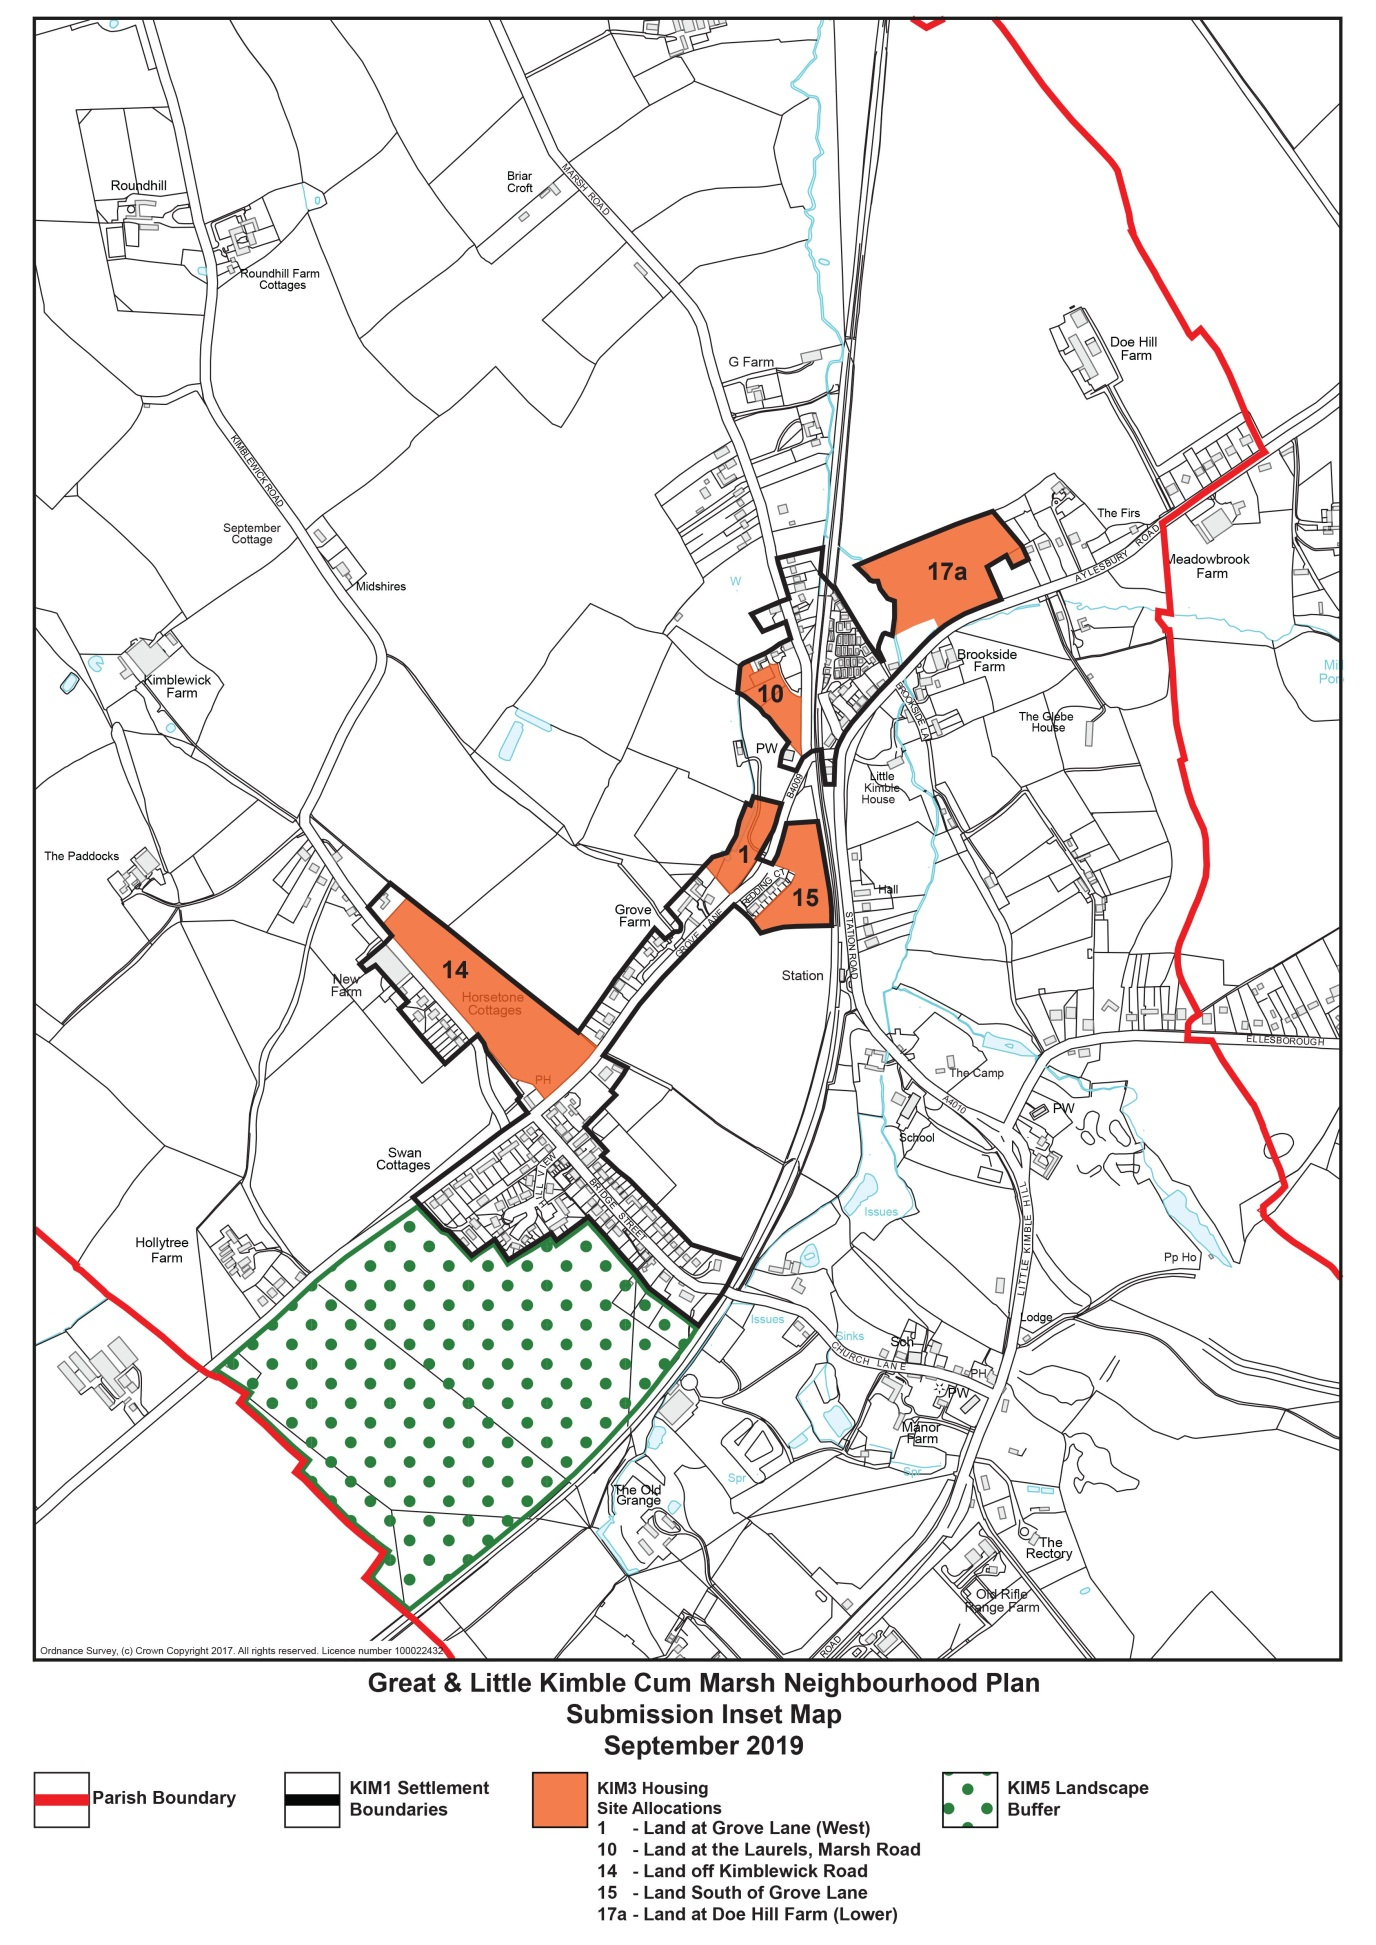 Roundhill
Roundhill Farm
Cottages
Briar
Croft
MARSH ROAD
G Farm
Doe Hill
Farm
KIMBLEWICK ROAD
September
Cottage
Midshires
The Firs
AYLESBURY ROAD
Meadowbrook
Farm
17a
W
Kimblewick
Farm
Brookside
Farm
10
BROOKSIDE LA
The Glebe
House
PW
B4009
Little
Kimble
House
The Paddocks
1
REDDING CT
15
Hall
Grove
Farm
GROVE LANE
STATION ROAD
14
New
Farm
Horsetone
Cottages
Station
ELLESBOROUGH
PH
The Camp
A4010
PW
School
Swan
Cottages
HILL VIEW
BRIDGE STREET
Issues
LITTLE KIMBLE HILL
Hollytree
Farm
Pp Ho
Issues
Sinks
Lodge
Sch
CHURCH LANE
PH
PW
Manor
Farm
Spr
Spr
The Old
Grange
The
Rectory
Old Rifle
Range Farm
ROAD
Ordnance Survey, (c) Crown Copyright 2017. All rights reserved. Licence number 100022432
Great & Little Kimble Cum Marsh Neighbourhood Plan
Submission Inset Map
September 2019
Parish Boundary
KIM1 Settlement
Boundaries
KIM3 Housing
Site Allocations
1 - Land at Grove Lane (West)
10 - Land at the Laurels, Marsh Road
14 - Land off Kimblewick Road
15 - Land South of Grove Lane
17a - Land at Doe Hill Farm (Lower)
KIM5 Landscape
Buffer